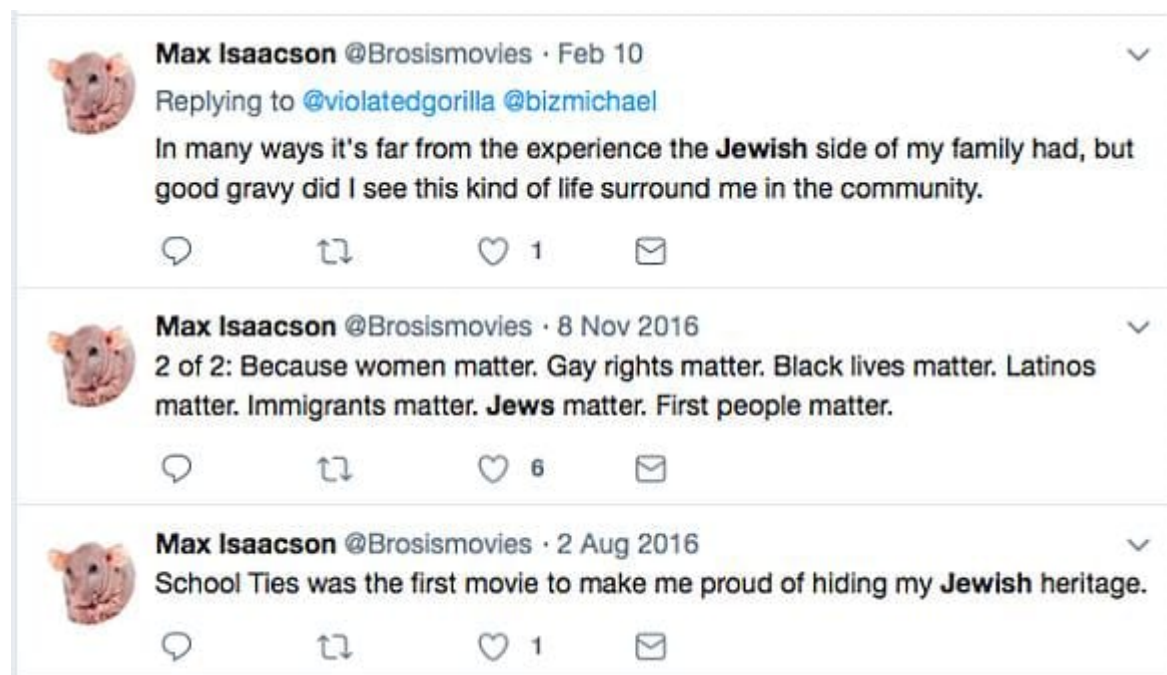 Max Isaacson @Brosismovies · Feb 10
Replying to @violatedgorilla @bizmichael
In many ways it's far from the experience the Jewish side of my family had, but
good gravy did I see this kind of life surround me in the community.
1
Max Isaacson @Brosismovies · 8 Nov 2016
2 of 2: Because women matter. Gay rights matter. Black lives matter. Latinos
matter. Immigrants matter. Jews matter. First people matter.
6
Max Isaacson @Brosismovies · 2 Aug 2016
School Ties was the first movie to make me proud of hiding my Jewish heritage.
1